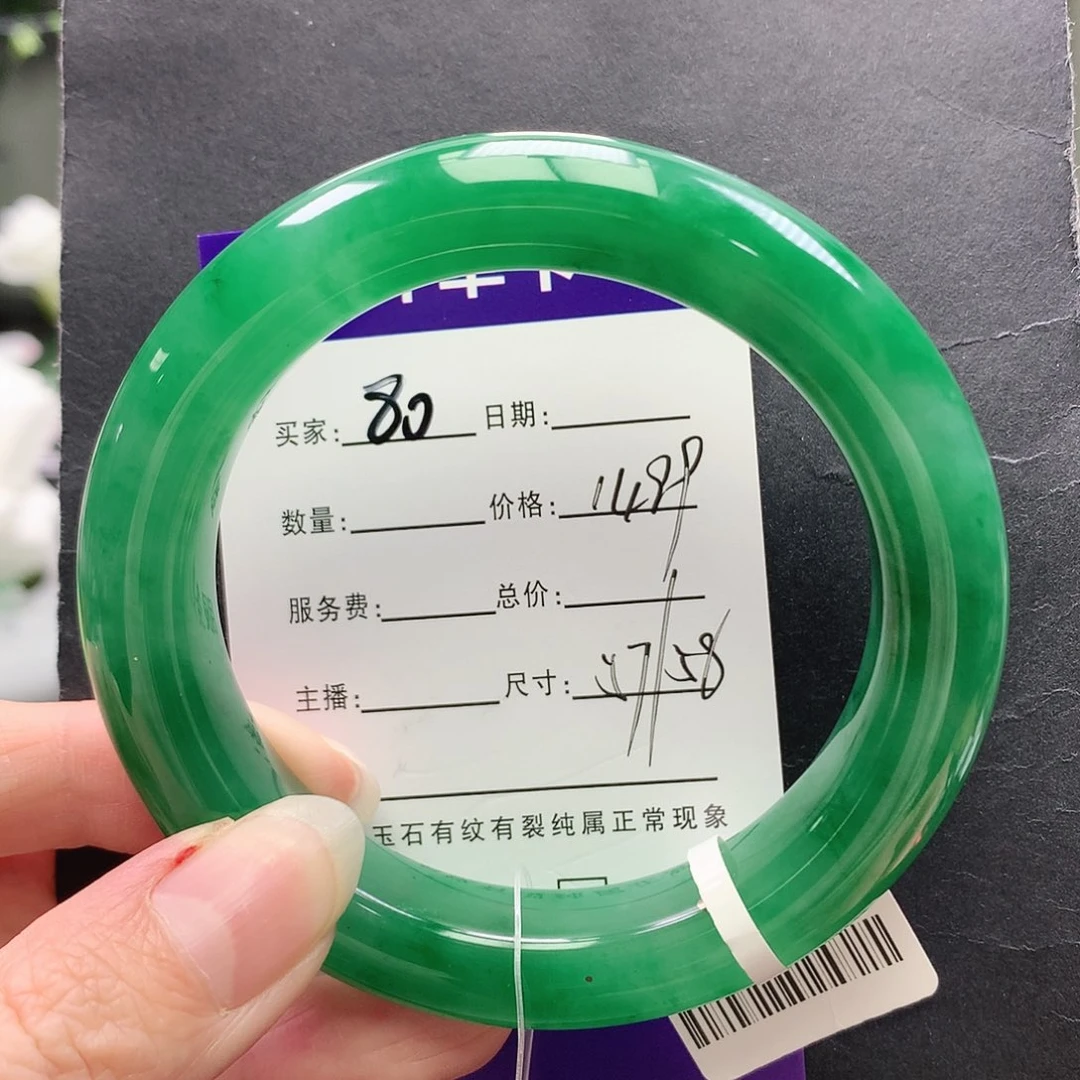 买家: 80 日期:
数量: 价格: 1499
服务费: 总价:
主播: 尺寸: 57/58
玉石有纹有裂纯属正常现象